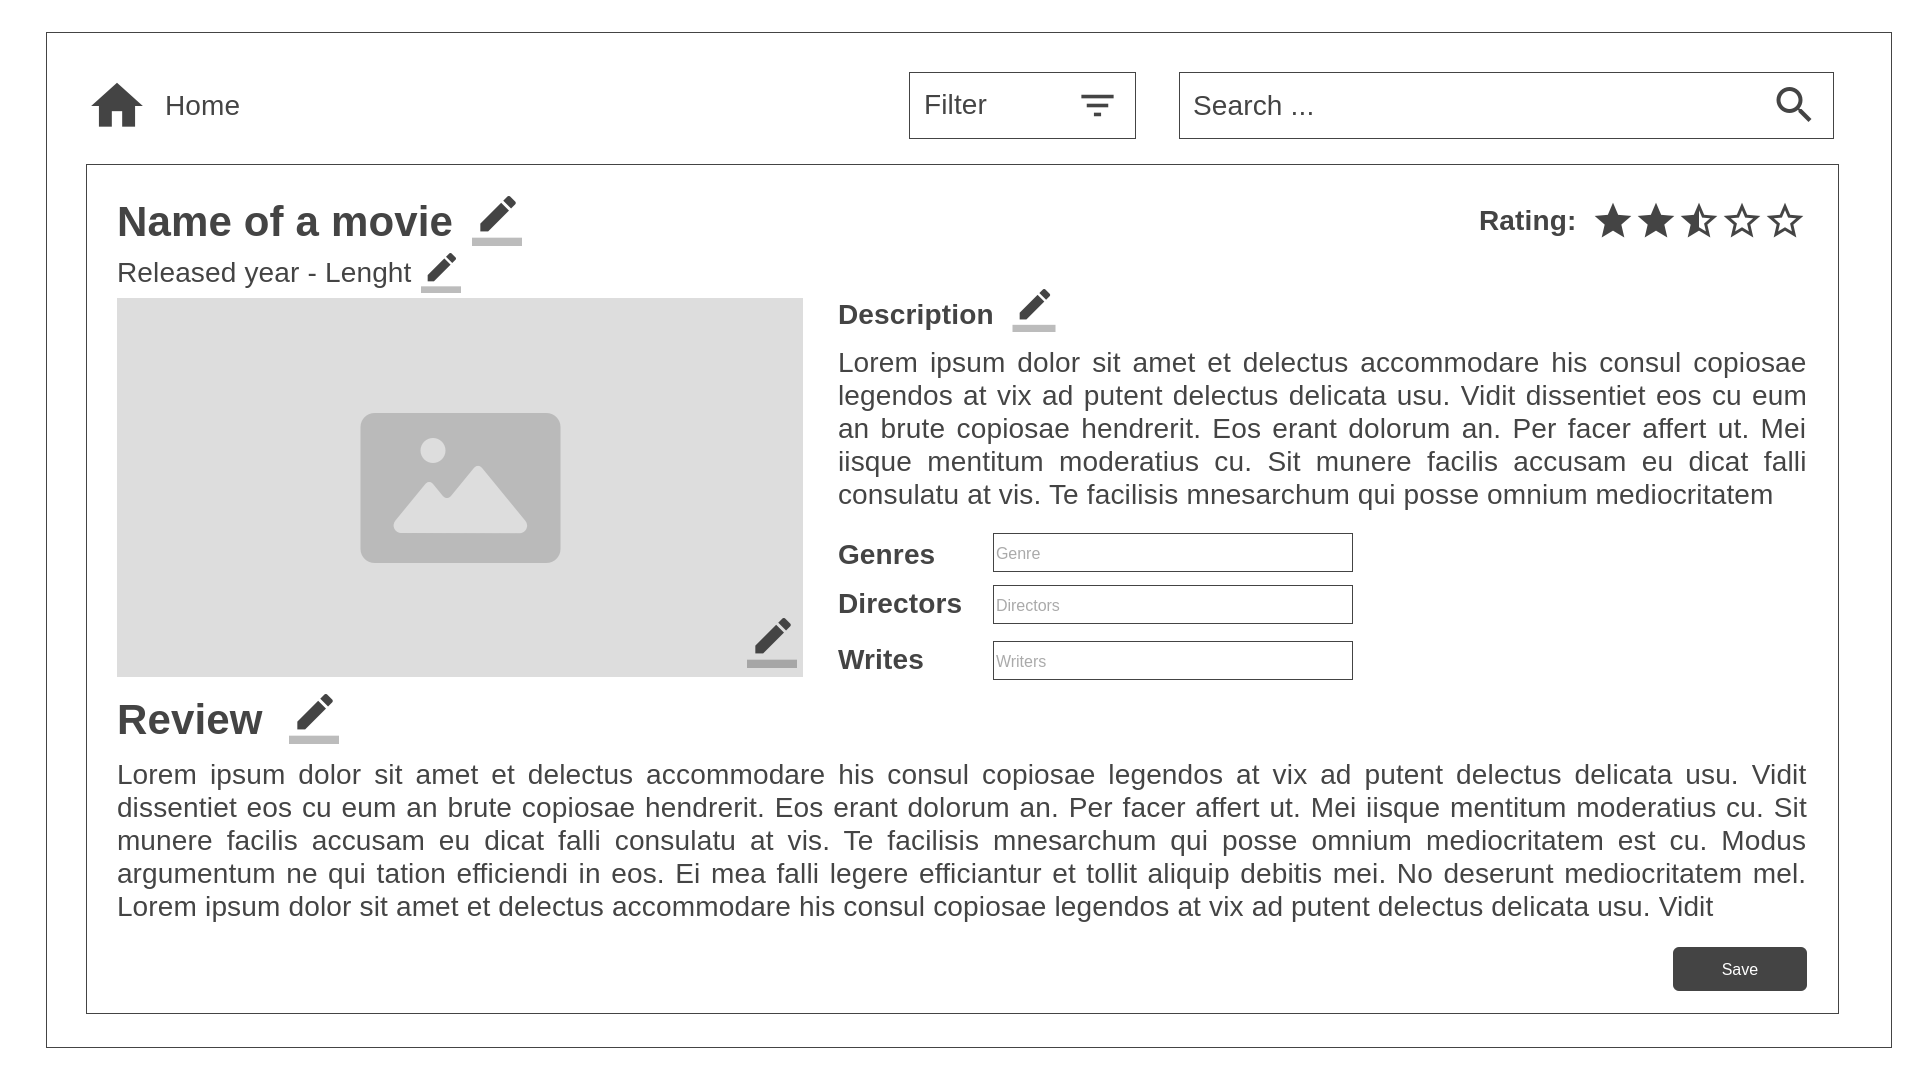 Home
Filter
Search ...
Name of a movie
Rating:
Released year - Lenght
Description
Lorem ipsum dolor sit amet et delectus accommodare his consul copiosae
legendos at vix ad putent delectus delicata usu. Vidit dissentiet eos cu eum
an brute copiosae hendrerit. Eos erant dolorum an. Per facer affert ut. Mei
iisque mentitum moderatius cu. Sit munere facilis accusam eu dicat falli
consulatu at vis. Te facilisis mnesarchum qui posse omnium mediocritatem
Genres
Genre
Directors
Directors
Writes
Writers
Review
Lorem ipsum dolor sit amet et delectus accommodare his consul copiosae legendos at vix ad putent delectus delicata usu. Vidit
dissentiet eos cu eum an brute copiosae hendrerit. Eos erant dolorum an. Per facer affert ut. Mei iisque mentitum moderatius cu. Sit
munere facilis accusam eu dicat falli consulatu at vis. Te facilisis mnesarchum qui posse omnium mediocritatem est cu. Modus
argumentum ne qui tation efficiendi in eos. Ei mea falli legere efficiantur et tollit aliquip debitis mei. No deserunt mediocritatem mel.
Lorem ipsum dolor sit amet et delectus accommodare his consul copiosae legendos at vix ad putent delectus delicata usu. Vidit
Save